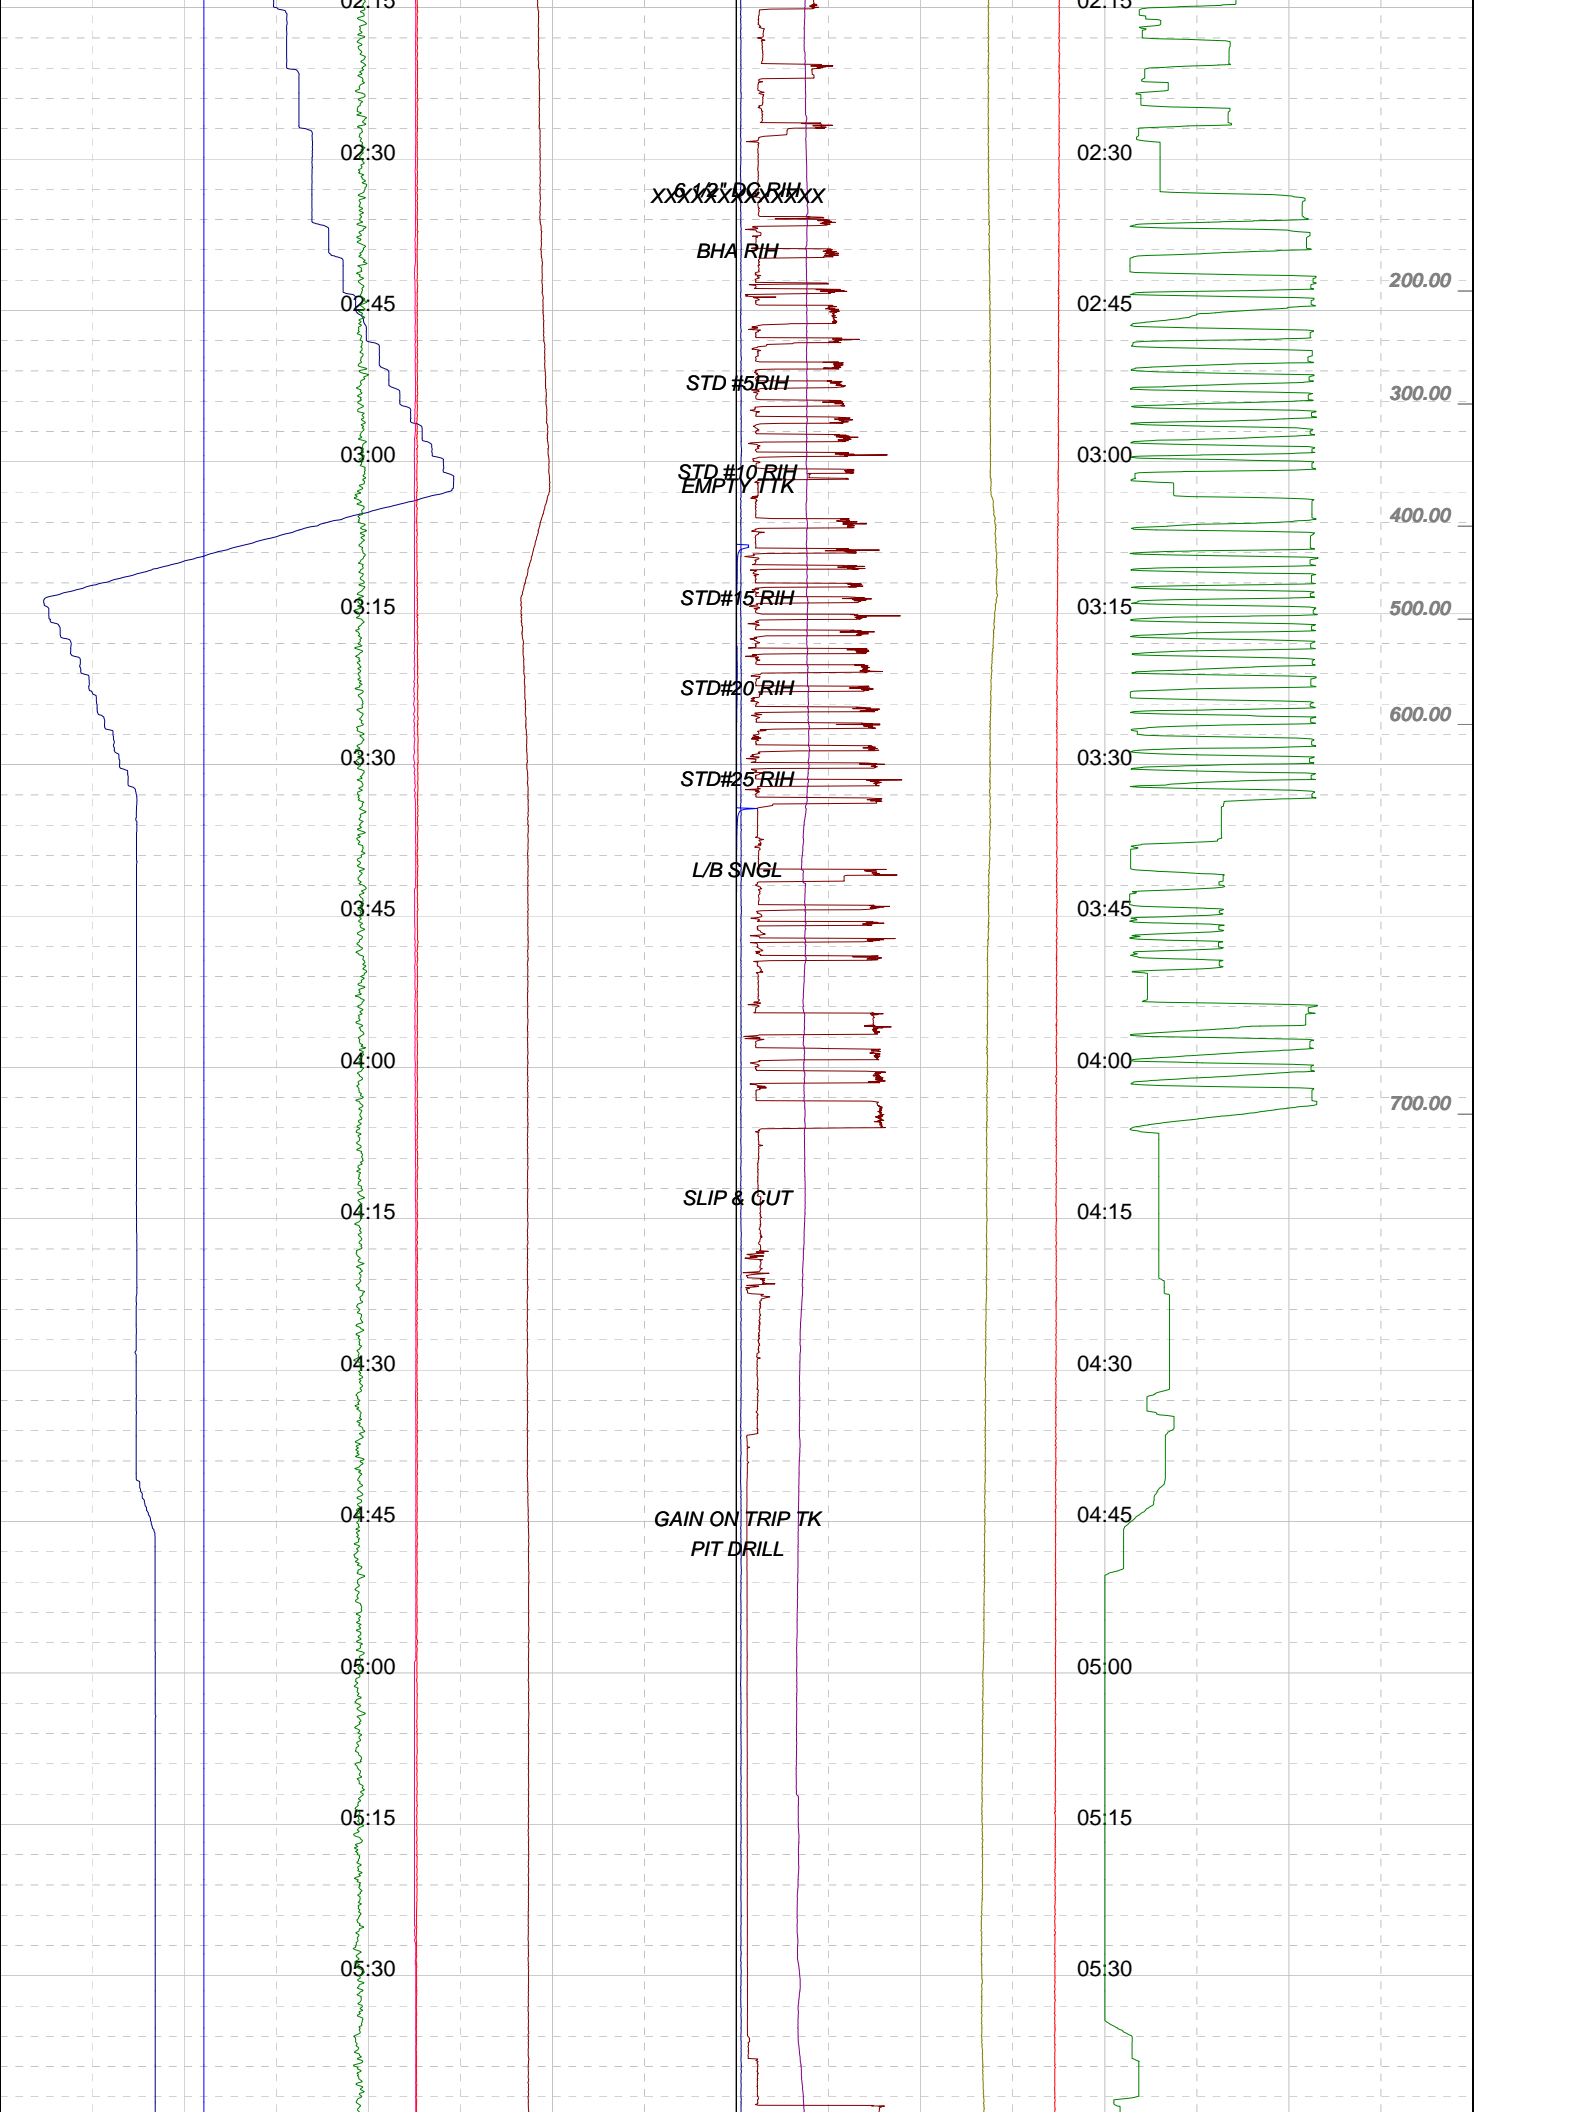 02:15 02:15
02:30 02:30
6 1/2" DC RIH
XXXXXXXXXXXXX
BHA RIH
200.00
02:45 02:45
STD #5RIH
300.00
03:00 03:00
STD #10 RIH
EMPTY TTK
400.00
STD#15 RIH
03:15 03:15
500.00
STD#20 RIH
600.00
03:30 03:30
STD#25 RIH
L/B SNGL
03:45 03:45
04:00 04:00
700.00
SLIP & CUT
04:15 04:15
04:30 04:30
04:45 04:45
GAIN ON TRIP TK
PIT DRILL
05:00 05:00
05:15 05:15
05:30 05:30